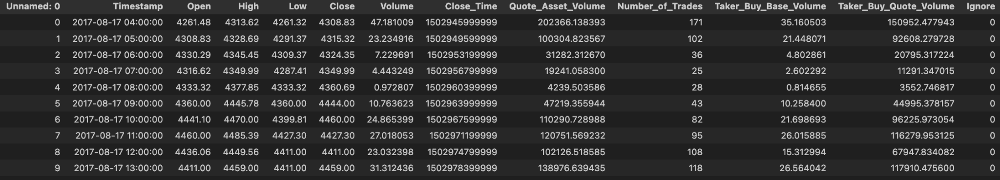 Unnamed: 0 Timestamp Open High Low Close Volume Close_Time Quote_Asset_Volume Number_of_Trades Taker_Buy_Base_Volume Taker_Buy_Quote_Volume Ignore
0 2017-08-17 04:00:00 4261.48 4313.62 4261.32 4308.83 47.181009 1502945999999 202366.138393 171 35.160503 150952.477943 0
1 2017-08-17 05:00:00 4308.83 4328.69 4291.37 4315.32 23.234916 1502949599999 100304.823567 102 21.448071 92608.279728 0
2 2017-08-17 06:00:00 4330.29 4345.45 4309.37 4324.35 7.229691 1502953199999 31282.312670 36 4.802861 20795.317224 0
3 2017-08-17 07:00:00 4316.62 4349.99 4287.41 4349.99 4.443249 1502956799999 19241.058300 25 2.602292 11291.347015 0
4 2017-08-17 08:00:00 4333.32 4377.85 4333.32 4360.69 0.972807 1502960399999 4239.503586 28 0.814655 3552.746817 0
5 2017-08-17 09:00:00 4360.00 4445.78 4360.00 4444.00 10.763623 1502963999999 47219.355944 43 10.258400 44995.378157 0
6 2017-08-17 10:00:00 4441.10 4470.00 4399.81 4460.00 24.865399 1502967599999 110290.728988 82 21.698693 96225.973054 0
7 2017-08-17 11:00:00 4460.00 4485.39 4427.30 4427.30 27.018053 1502971199999 120751.569232 95 26.015885 116279.953125 0
8 2017-08-17 12:00:00 4436.06 4449.56 4411.00 4411.00 23.032398 1502974799999 102126.518585 108 15.312994 67947.834082 0
9 2017-08-17 13:00:00 4411.00 4459.00 4411.00 4459.00 31.312436 1502978399999 138976.639435 118 26.564042 117910.475600 0